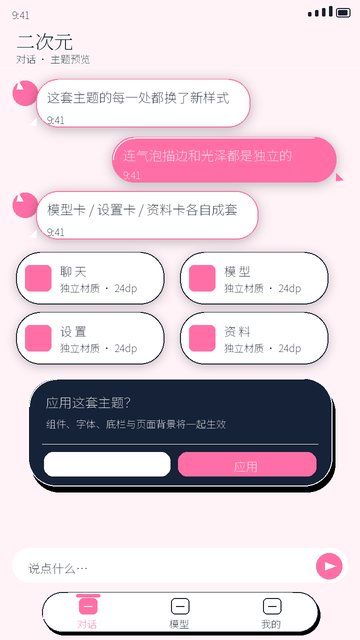 9:41
二次元
对话 · 主题预览
这套主题的每一处都换了新样式
9:41
连气泡描边和光泽都是独立的
9:41
模型卡 / 设置卡 / 资料卡各自成套
9:41
聊天
独立材质 · 24dp
模型
独立材质 · 24dp
设置
独立材质 · 24dp
资料
独立材质 · 24dp
应用这套主题？
组件、字体、底栏与页面背景将一起生效
应用
说点什么…
对话
模型
我的